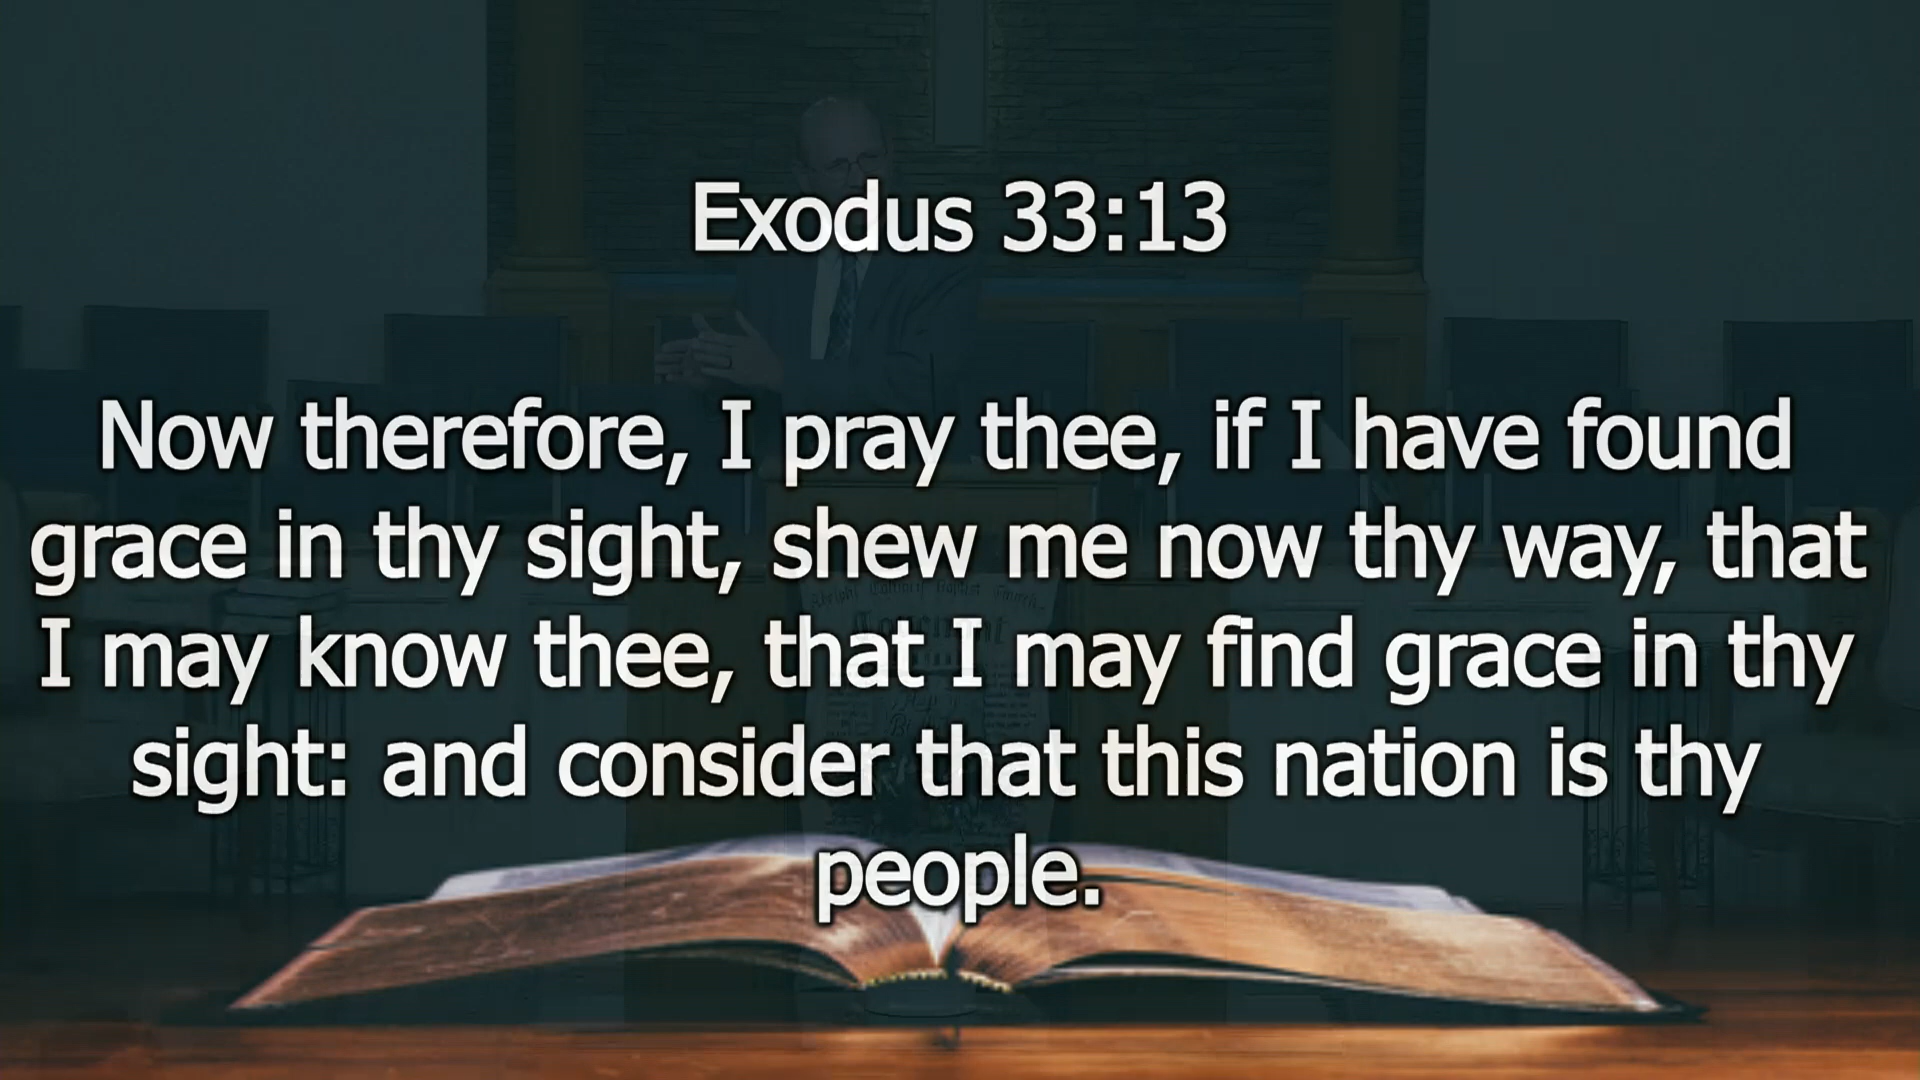 Exodus 33:13
Now therefore, I pray thee, if I have found
grace in thy sight, shew me now thy way, that
I may know thee, that I may find grace in thy
sight: and consider that this nation is thy
people.